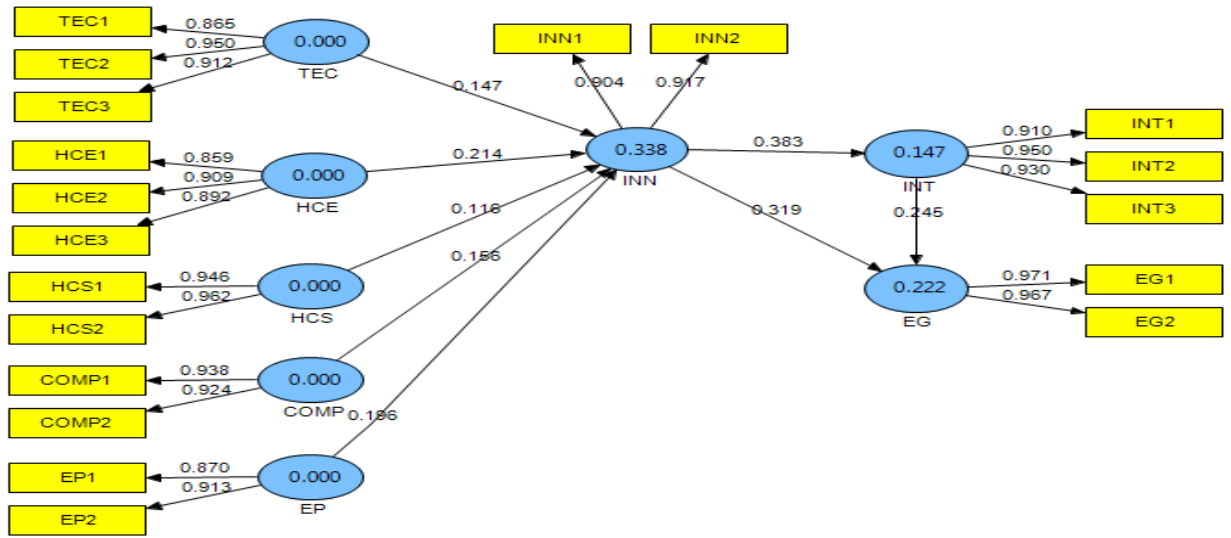 TEC1
0.865
TEC2
0.950
TEC3
0.912
0.000
TEC
0.147
HCE1
0.859
HCE2
0.909
HCE3
0.892
0.000
HCE
0.214
HCS1
0.946
HCS2
0.962
0.000
HCS
0.116
COMP1
0.938
COMP2
0.924
0.000
COMP
0.156
EP1
0.870
EP2
0.913
0.000
EP
0.196
INN1
INN2
0.904
0.917
0.338
INN
0.383
0.319
0.147
INT
0.245
0.910
INT1
0.950
INT2
0.930
INT3
0.222
EG
0.971
EG1
0.967
EG2